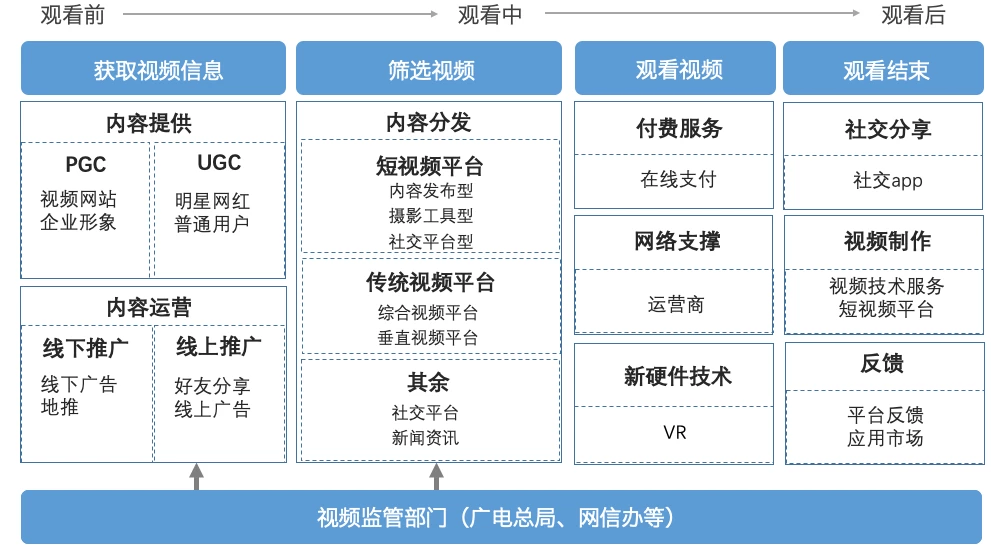 观看前
观看中
观看后
获取视频信息
筛选视频
观看视频
观看结束
内容提供
PGC
视频网站
企业形象
UGC
明星网红
普通用户
内容运营
线下推广
线下广告
地推
线上推广
好友分享
线上广告
内容分发
短视频平台
内容发布型
摄影工具型
社交平台型
传统视频平台
综合视频平台
垂直视频平台
其余
社交平台
新闻资讯
付费服务
在线支付
网络支撑
运营商
新硬件技术
VR
社交分享
社交app
视频制作
视频技术服务
短视频平台
反馈
平台反馈
应用市场
视频监管部门（广电总局、网信办等）